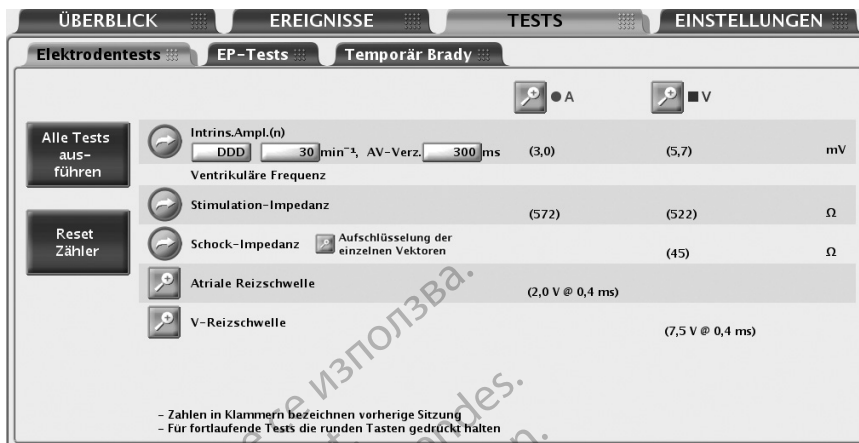 ÜBERBLICK EREIGNISSE TESTS EINSTELLUNGEN
Elektrodentests EP-Tests Temporär Brady
A V
Alle Tests
aus-
führen
Reset
Zähler
Intrins.Ampl.(n)
DDD 30 min⁻¹, AV-Verz. 300 ms (3,0) (5,7) mV
Ventrikuläre Frequenz
Stimulation-Impedanz (572) (522) Ω
Schock-Impedanz Aufschlüsselung der
einzelnen Vektoren (45) Ω
Atriale Reizschwelle (2,0 V @ 0,4 ms)
V-Reizschwelle (7,5 V @ 0,4 ms)
- Zahlen in Klammern bezeichnen vorherige Sitzung
- Für fortlaufende Tests die runden Tasten gedrückt halten
се използва.